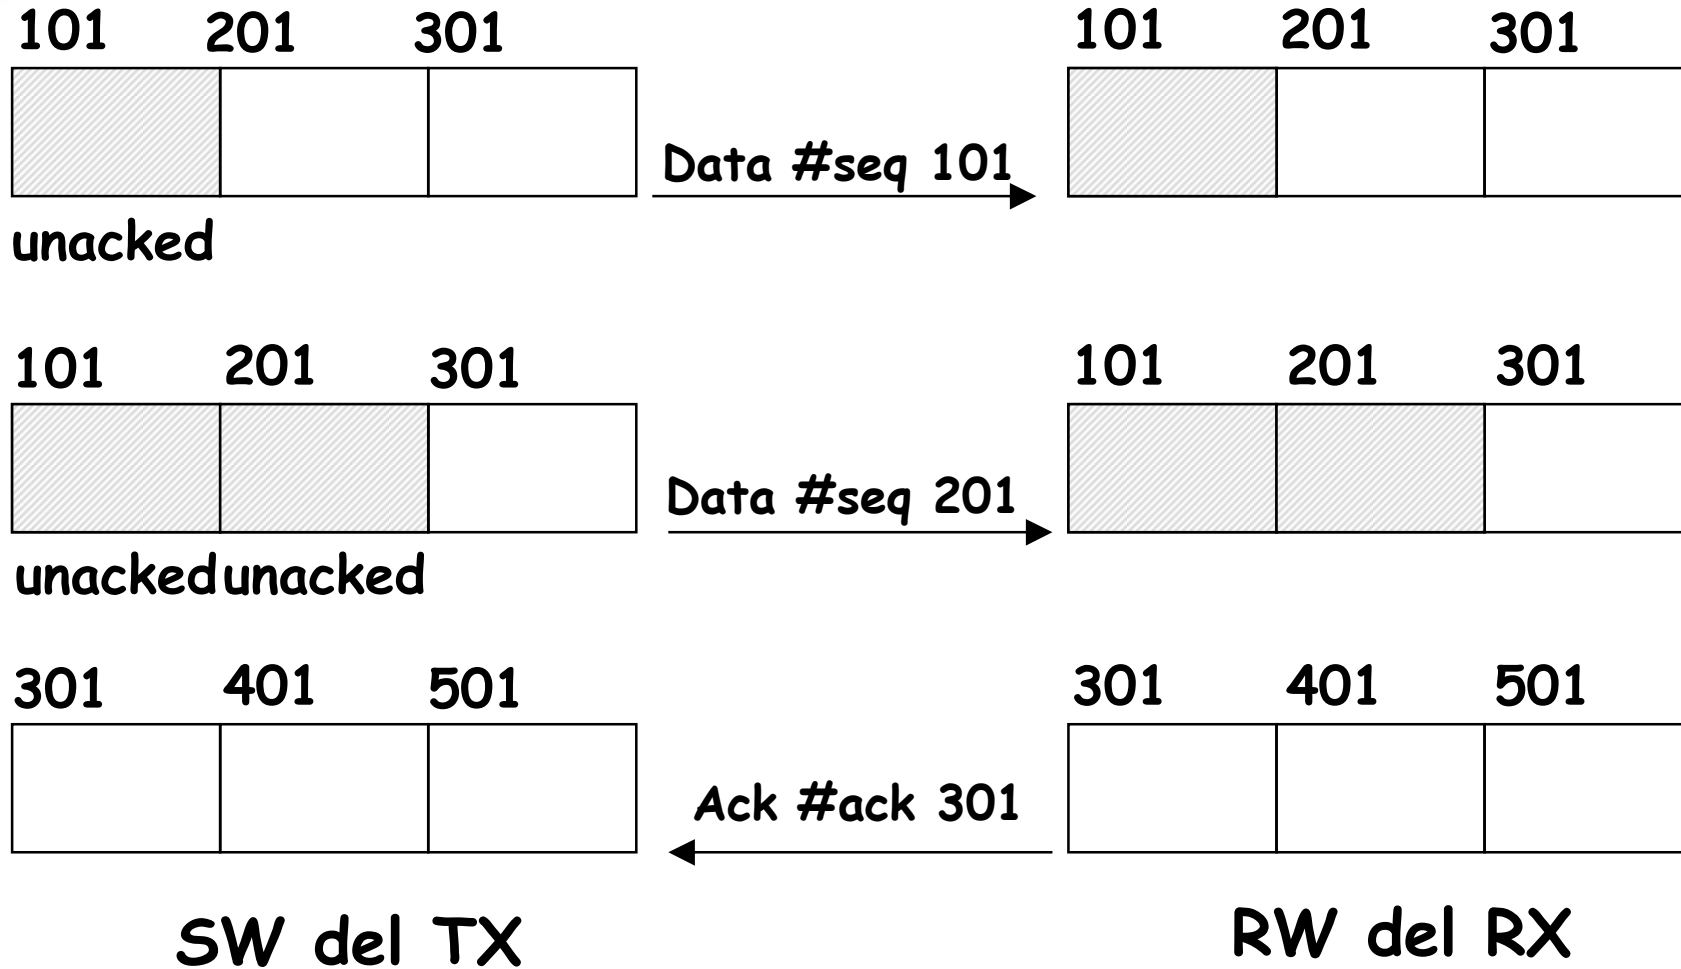 101 201 301 101 201 301
Data #seq 101
unacked
101 201 301 101 201 301
Data #seq 201
unacked unacked
301 401 501 301 401 501
Ack #ack 301
SW del TX RW del RX